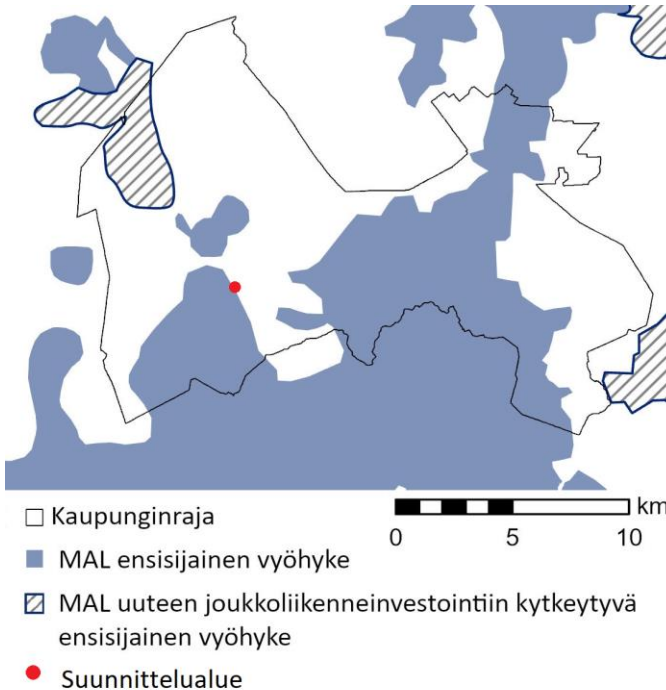 km
0 5 10
Kaupunginraja
MAL ensisijainen vyöhyke
MAL uuteen joukkoliikenneinvestointiin kytkeytyvä
ensisijainen vyöhyke
Suunnittelualue